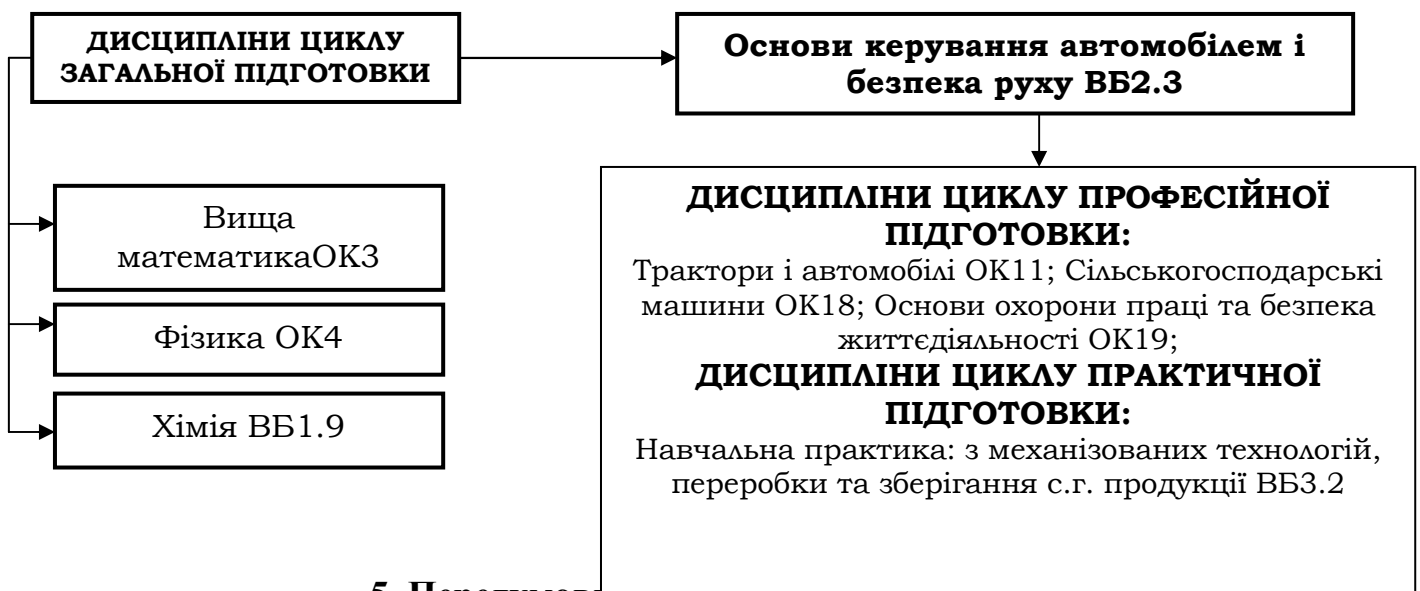 ДИСЦИПЛІНИ ЦИКЛУ
ЗАГАЛЬНОЇ ПІДГОТОВКИ
Основи керування автомобілем і
безпека руху ВБ2.3
Вища
математикаОК3
Фізика ОК4
Хімія ВБ1.9
ДИСЦИПЛІНИ ЦИКЛУ ПРОФЕСІЙНОЇ
ПІДГОТОВКИ:
Трактори і автомобілі ОК11; Сільськогосподарські
машини ОК18; Основи охорони праці та безпека
життєдіяльності ОК19;
ДИСЦИПЛІНИ ЦИКЛУ ПРАКТИЧНОЇ
ПІДГОТОВКИ:
Навчальна практика: з механізованих технологій,
переробки та зберігання с.г. продукції ВБ3.2